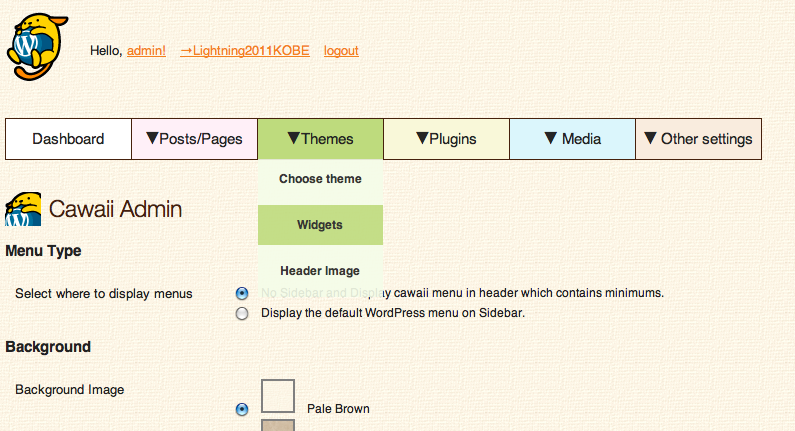 Hello, admin! →Lightning2011KOBE logout
Dashboard ▼Posts/Pages ▼Themes ▼Plugins ▼ Media ▼ Other settings
Choose theme
Widgets
Header Image
Cawaii Admin
Menu Type
Select where to display menus
No Sidebar and Display cawaii menu in header which contains minimums.
Display the default WordPress menu on Sidebar.
Background
Background Image
Pale Brown